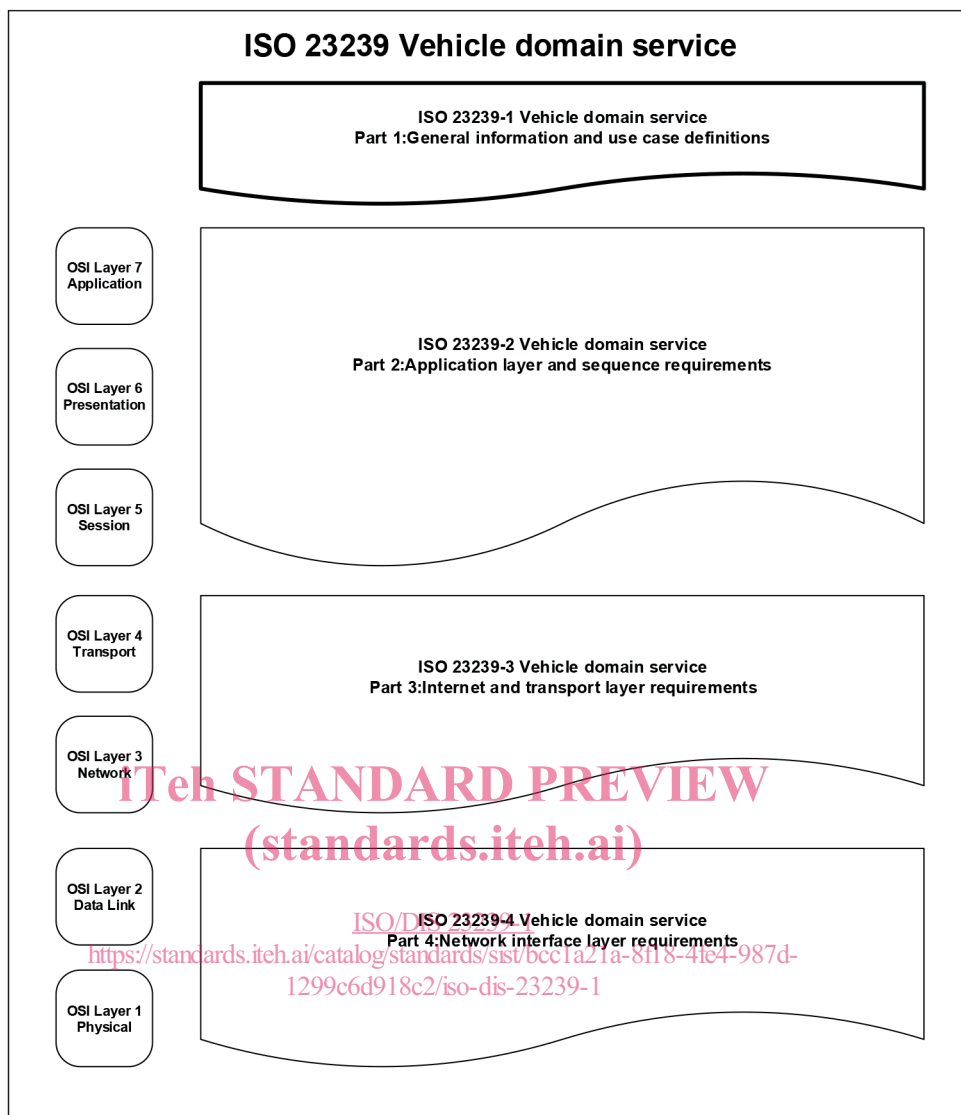 ISO 23239 Vehicle domain service
ISO 23239-1 Vehicle domain service
Part 1:General information and use case definitions
OSI Layer 7
Application
ISO 23239-2 Vehicle domain service
Part 2:Application layer and sequence requirements
OSI Layer 6
Presentation
OSI Layer 5
Session
OSI Layer 4
Transport
ISO 23239-3 Vehicle domain service
Part 3:Internet and transport layer requirements
OSI Layer 3
Network
iTeh STANDARD PREVIEW
(standards.iteh.ai)
OSI Layer 2
Data Link
ISO 23239-4 Vehicle domain service
Part 4:Network interface layer requirements
ISO/DIS 23239-1
https://standards.iteh.ai/catalog/standards/sist/bcc1a21a-8f18-4fe4-987d-
1299c6d918c2/iso-dis-23239-1
OSI Layer 1
Physical